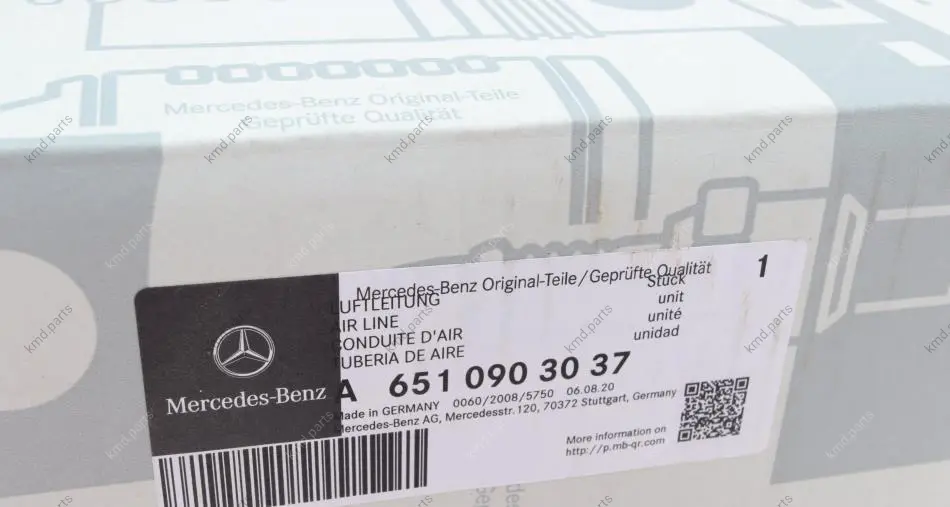 Mercedes-Benz Original-Teile
Geprüfte Qualität
Mercedes-Benz Original-Teile/Geprüfte Qualität
1
LUFTLEITUNG
Stück
AIR LINE
unit
CONDUITE D'AIR
unité
TUBERIA DE AIRE
unidad
A 651 090 30 37
Made in GERMANY 0060/2008/5750 06.08.20
Mercedes-Benz AG, Mercedesstr. 120, 70372 Stuttgart, Germany
Mercedes-Benz
More information on
http://p.mb-qr.com
kmd.parts